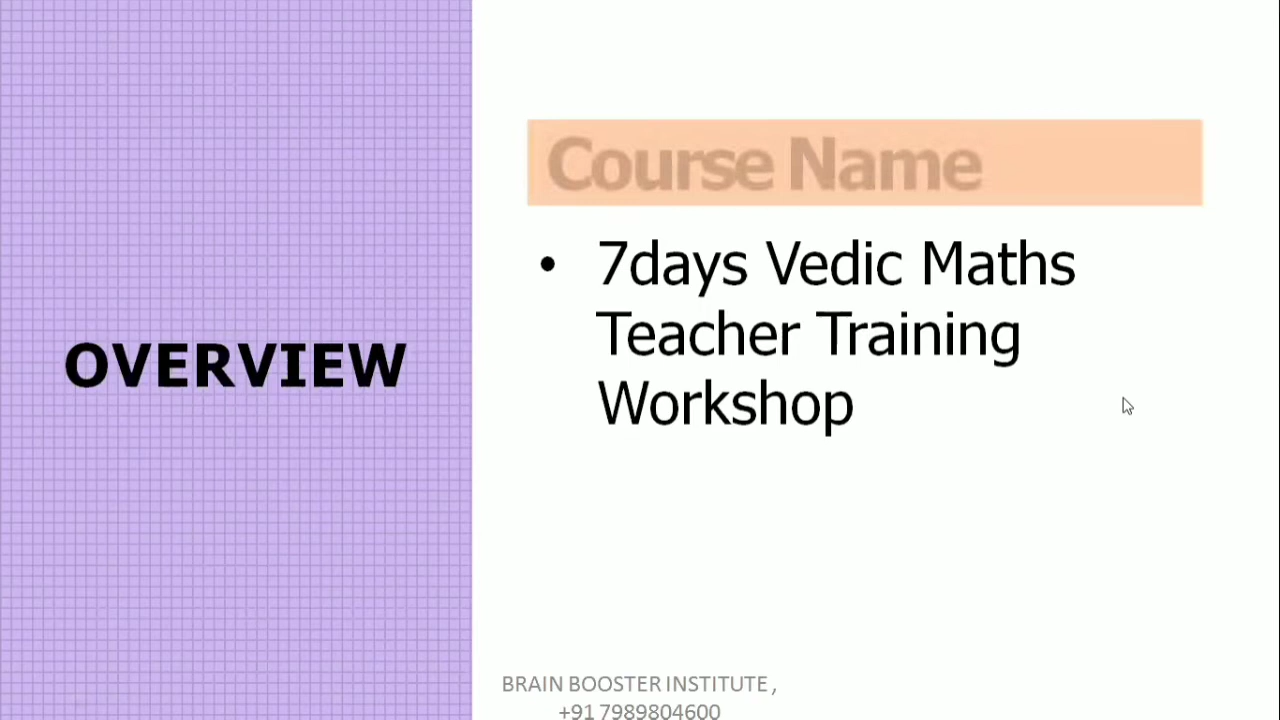 OVERVIEW
Course Name
• 7days Vedic Maths
Teacher Training
Workshop
BRAIN BOOSTER INSTITUTE ,
+91 7989804600